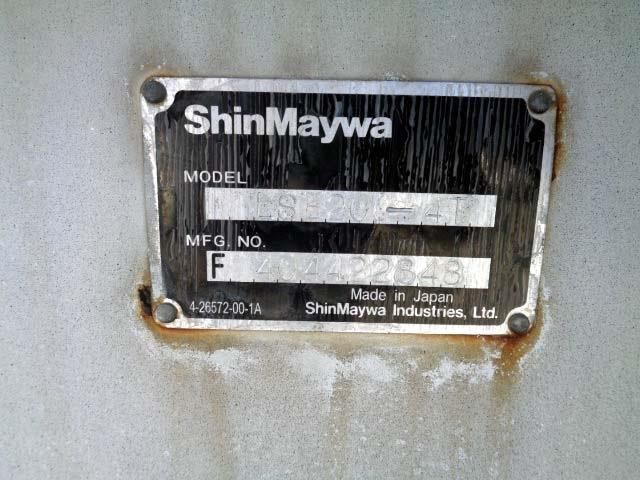 ShinMaywa
MODEL
MFG. NO.
F
Made in Japan
4-26572-00-1A ShinMaywa Industries, Ltd.